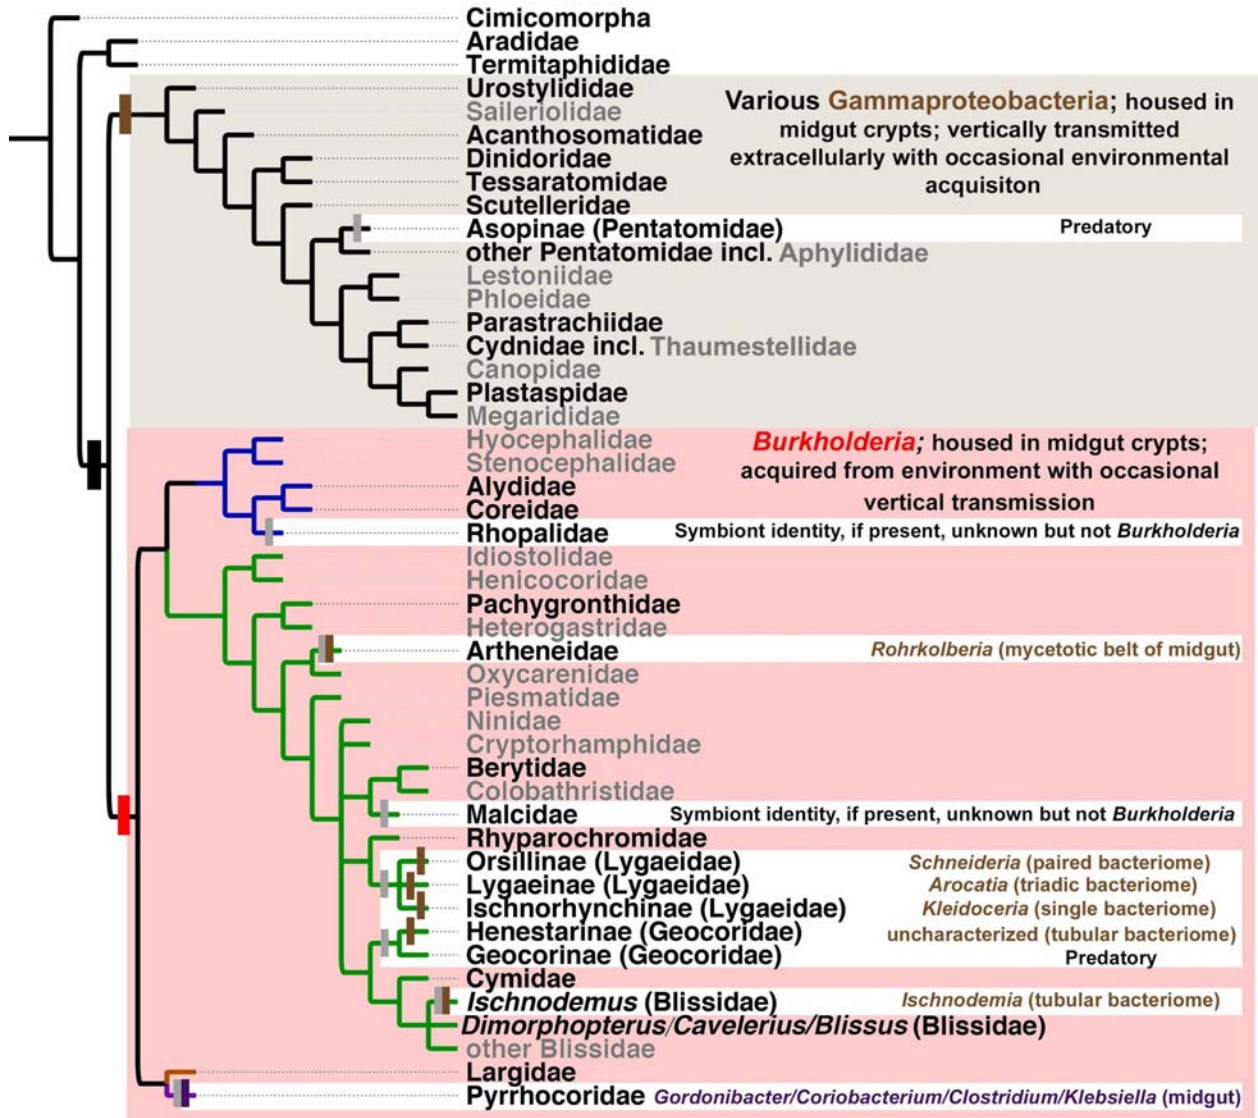 Cimicomorpha
Aradidae
Termitaphididae
Urostylididae
Saileriolidae
Acanthosomatidae
Dinidoridae
Tessaratomidae
Scutelleridae
Various Gammaproteobacteria; housed in
midgut crypts; vertically transmitted
extracellularly with occasional environmental
acquisiton
Asopinae (Pentatomidae) Predatory
other Pentatomidae incl. Aphylididae
Lestoniidae
Phloeidae
Parastrachiidae
Cydnidae incl. Thaumestellidae
Canopidae
Plastaspidae
Megarididae
Hyocephalidae
Stenocephalidae
Alydidae
Coreidae
Burkholderia; housed in midgut crypts;
acquired from environment with occasional
vertical transmission
Rhopalidae Symbiont identity, if present, unknown but not Burkholderia
Idiostolidae
Henicocoridae
Pachygronthidae
Heterogastridae
Artheneidae Rohrkolberia (mycetotic belt of midgut)
Oxycarenidae
Piesmatidae
Ninidae
Cryptorhamphidae
Berytidae
Colobathristidae
Malcidae Symbiont identity, if present, unknown but not Burkholderia
Rhyparochromidae
Orsillinae (Lygaeidae) Schneideria (paired bacteriome)
Lygaeinae (Lygaeidae) Arocatia (triadic bacteriome)
Ischnorhynchinae (Lygaeidae) Kleidoceria (single bacteriome)
Henestarinae (Geocoridae) uncharacterized (tubular bacteriome)
Geocorinae (Geocoridae) Predatory
Cymidae
Ischnodemus (Blissidae) Ischnodemia (tubular bacteriome)
Dimorphopterus/Cavelerius/Blissus (Blissidae)
other Blissidae
Largidae
Pyrrhocoridae Gordonibacter/Coriobacterium/Clostridium/Klebsiella (midgut)